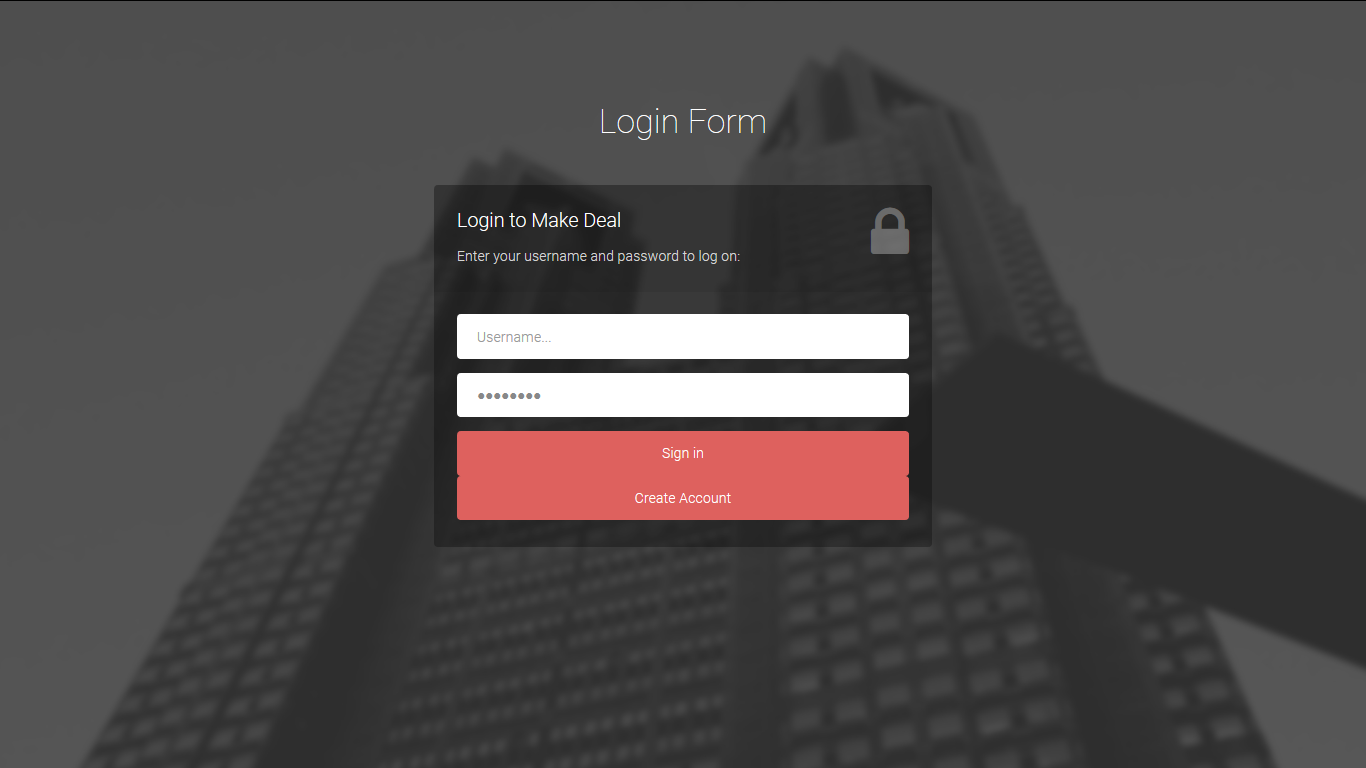 Login Form
Login to Make Deal
Enter your username and password to log on:
Username...
••••••••
Sign in
Create Account